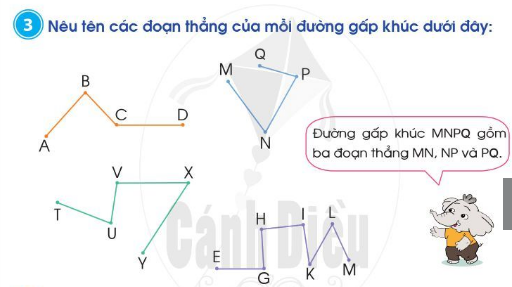 3 Nêu tên các đoạn thẳng của mỗi đường gấp khúc dưới đây:
A
B
C
D
M
Q
P
N
Đường gấp khúc MNPQ gồm
ba đoạn thẳng MN, NP và PQ.
T
U
V
X
Y
E
G
H
I
K
L
M
Cánh Diều